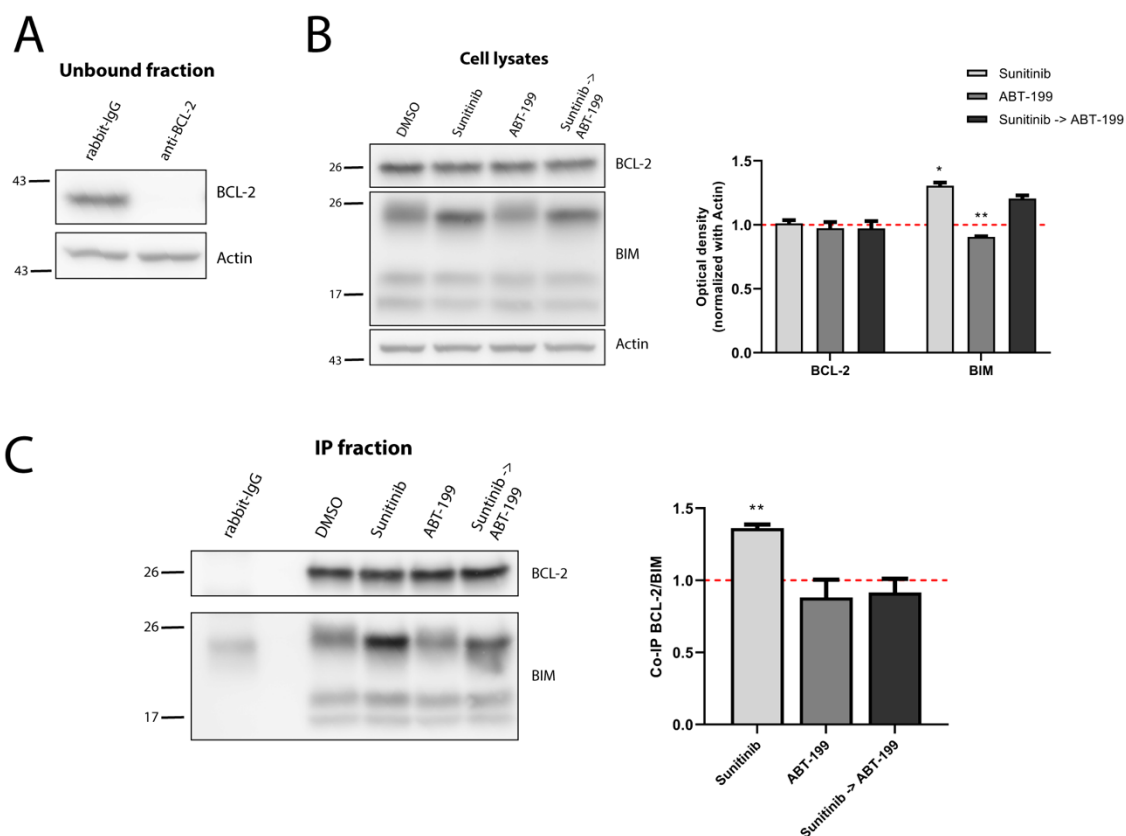 A
Unbound fraction
rabbit-IgG
anti-BCL-2
43
BCL-2
43
Actin
B
Cell lysates
DMSO
Sunitinib
ABT-199
Suntinib ->
ABT-199
26
BCL-2
26
BIM
17
43
Actin
Sunitinib
ABT-199
Sunitinib -> ABT-199
Optical density
(normalized with Actin)
1.5
1.0
0.5
0.0
*
**
BCL-2
BIM
C
IP fraction
rabbit-IgG
DMSO
Sunitinib
ABT-199
Suntinib ->
ABT-199
26
BCL-2
26
BIM
17
Co-IP BCL-2/BIM
1.5
1.0
0.5
0.0
**
Sunitinib
ABT-199
Sunitinib -> ABT-199